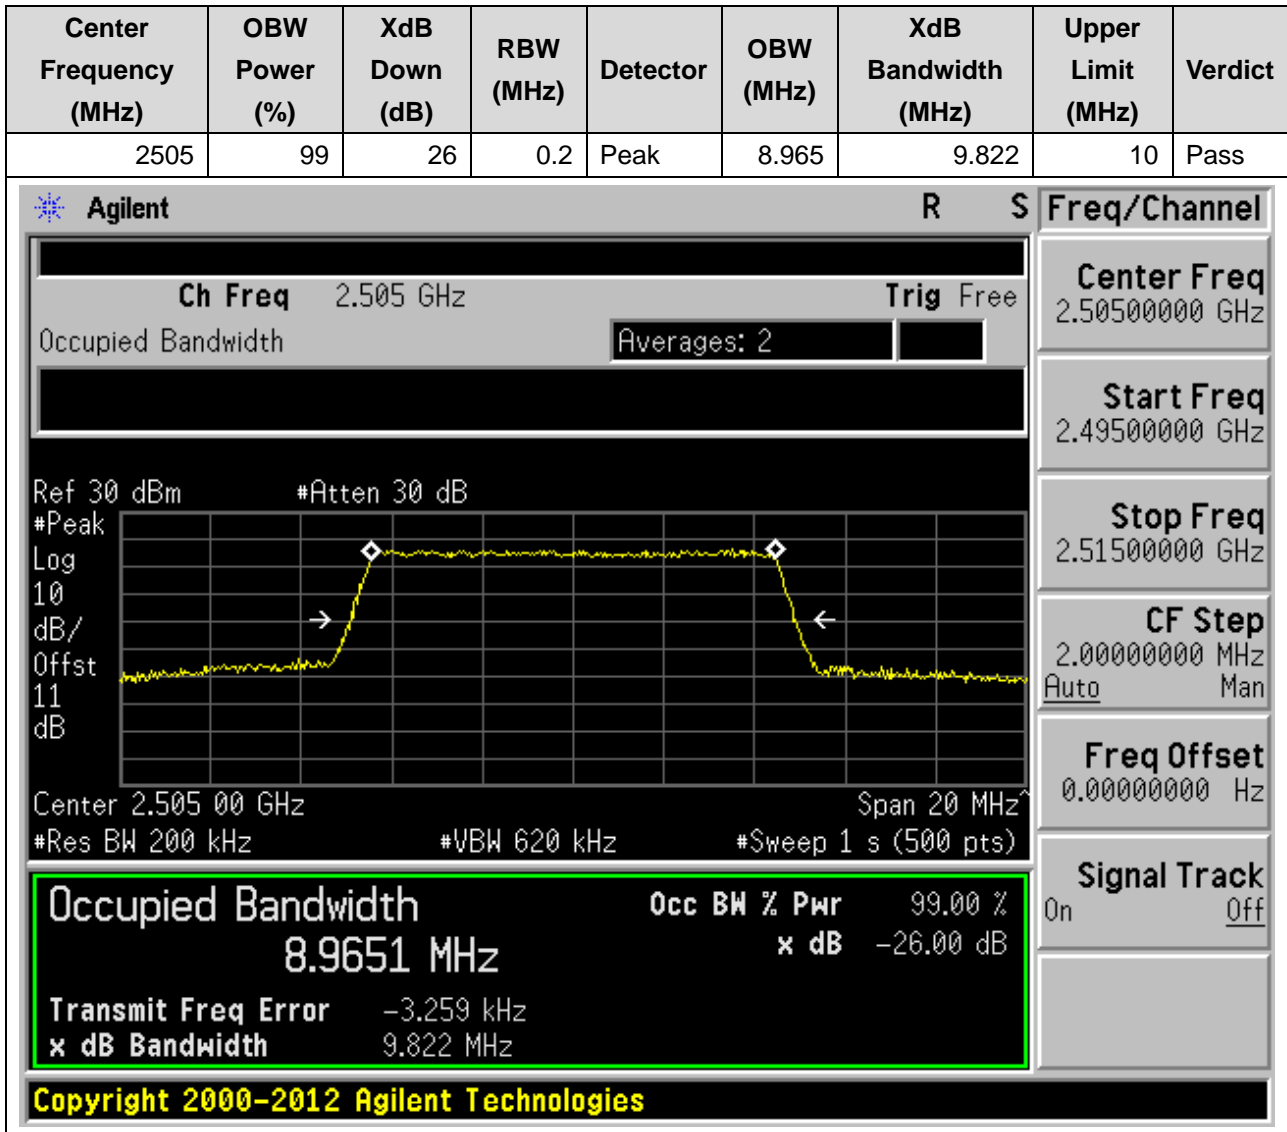 Center Frequency (MHz) OBW Power (%) XdB Down (dB) RBW (MHz) Detector OBW (MHz) XdB Bandwidth (MHz) Upper Limit (MHz) Verdict
2505 99 26 0.2 Peak 8.965 9.822 10 Pass
Agilent R S
Ch Freq 2.505 GHz Trig Free
Occupied Bandwidth Averages: 2
Ref 30 dBm #Atten 30 dB
#Peak
Log
10
dB/
Offst
11
dB
Center 2.505 00 GHz Span 20 MHz^
#Res BW 200 kHz #VBW 620 kHz #Sweep 1 s (500 pts)
Occupied Bandwidth Occ BW % Pwr 99.00 %
8.9651 MHz x dB -26.00 dB
Transmit Freq Error -3.259 kHz
x dB Bandwidth 9.822 MHz
Freq/Channel
Center Freq
2.50500000 GHz
Start Freq
2.49500000 GHz
Stop Freq
2.51500000 GHz
CF Step
2.00000000 MHz
Auto Man
Freq Offset
0.00000000 Hz
Signal Track
On Off
Copyright 2000-2012 Agilent Technologies